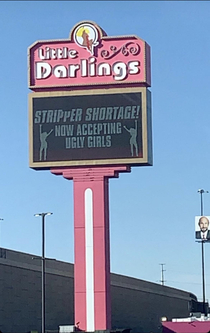 Little
Darlings
STRIPPER SHORTAGE!
NOW ACCEPTING
UGLY GIRLS